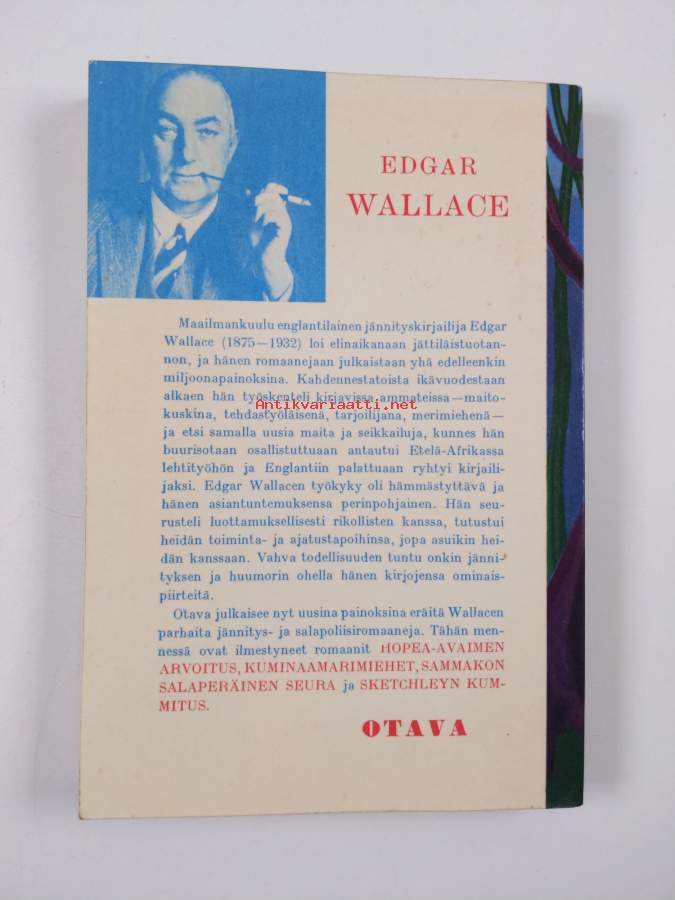 EDGAR
WALLACE
Maailmankuulu englantilainen jännityskirjailija Edgar
Wallace (1875—1932) loi elinaikanaan jättiläistuotan-
non, ja hänen romaanejaan julkaistaan yhä edelleenkin
miljoonapainoksina. Kahdennestatoista ikävuodestaan
alkaen hän työskenteli kirjavissa ammateissa — maito-
Antikvariaatti.net
kuskina, tehdastyöläisenä, tarjoilijana, merimiehenä —
ja etsi samalla uusia maita ja seikkailuja, kunnes hän
buurisotaan osallistuttuaan antautui Etelä-Afrikassa
lehtityöhön ja Englantiin palattuaan ryhtyi kirjaili-
jaksi. Edgar Wallacen työkyky oli hämmästyttävä ja
hänen asiantuntemuksensa perinpohjainen. Hän seu-
rusteli luottamuksellisesti rikollisten kanssa, tutustui
heidän toiminta- ja ajatustapoihinsa, jopa asuikin hei-
dän kanssaan. Vahva todellisuuden tuntu onkin jänni-
tyksen ja huumorin ohella hänen kirjojensa ominais-
piirteitä.
Otava julkaisee nyt uusina painoksina eräitä Wallacen
parhaita jännitys- ja salapoliisiromaaneja. Tähän men-
nessä ovat ilmestyneet romaanit HOPEA-AVAIMEN
ARVOITUS, KUMINAAMARIMIEHET, SAMMAKON
SALAPERÄINEN SEURA ja SKETCHLEYN KUM-
MITUS.
OTAVA